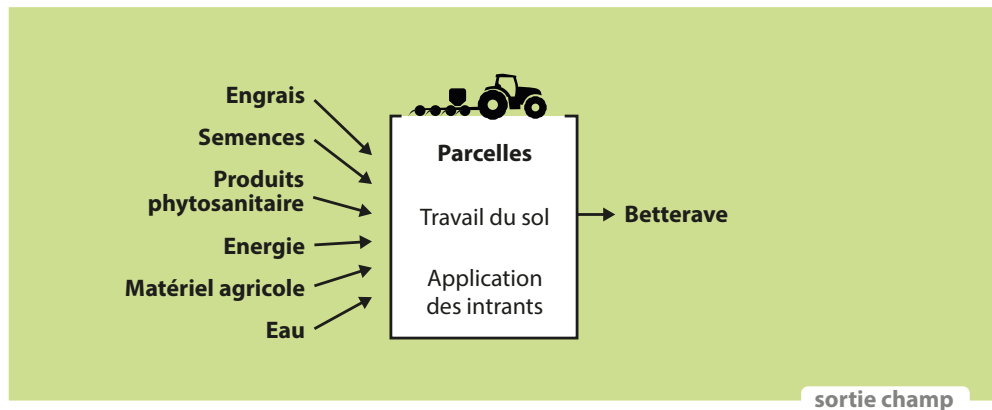 Engrais
Semences
Produits
phytosanitaire
Energie
Matériel agricole
Eau
Parcelles
Travail du sol
Application
des intrants
Betterave
sortie champ